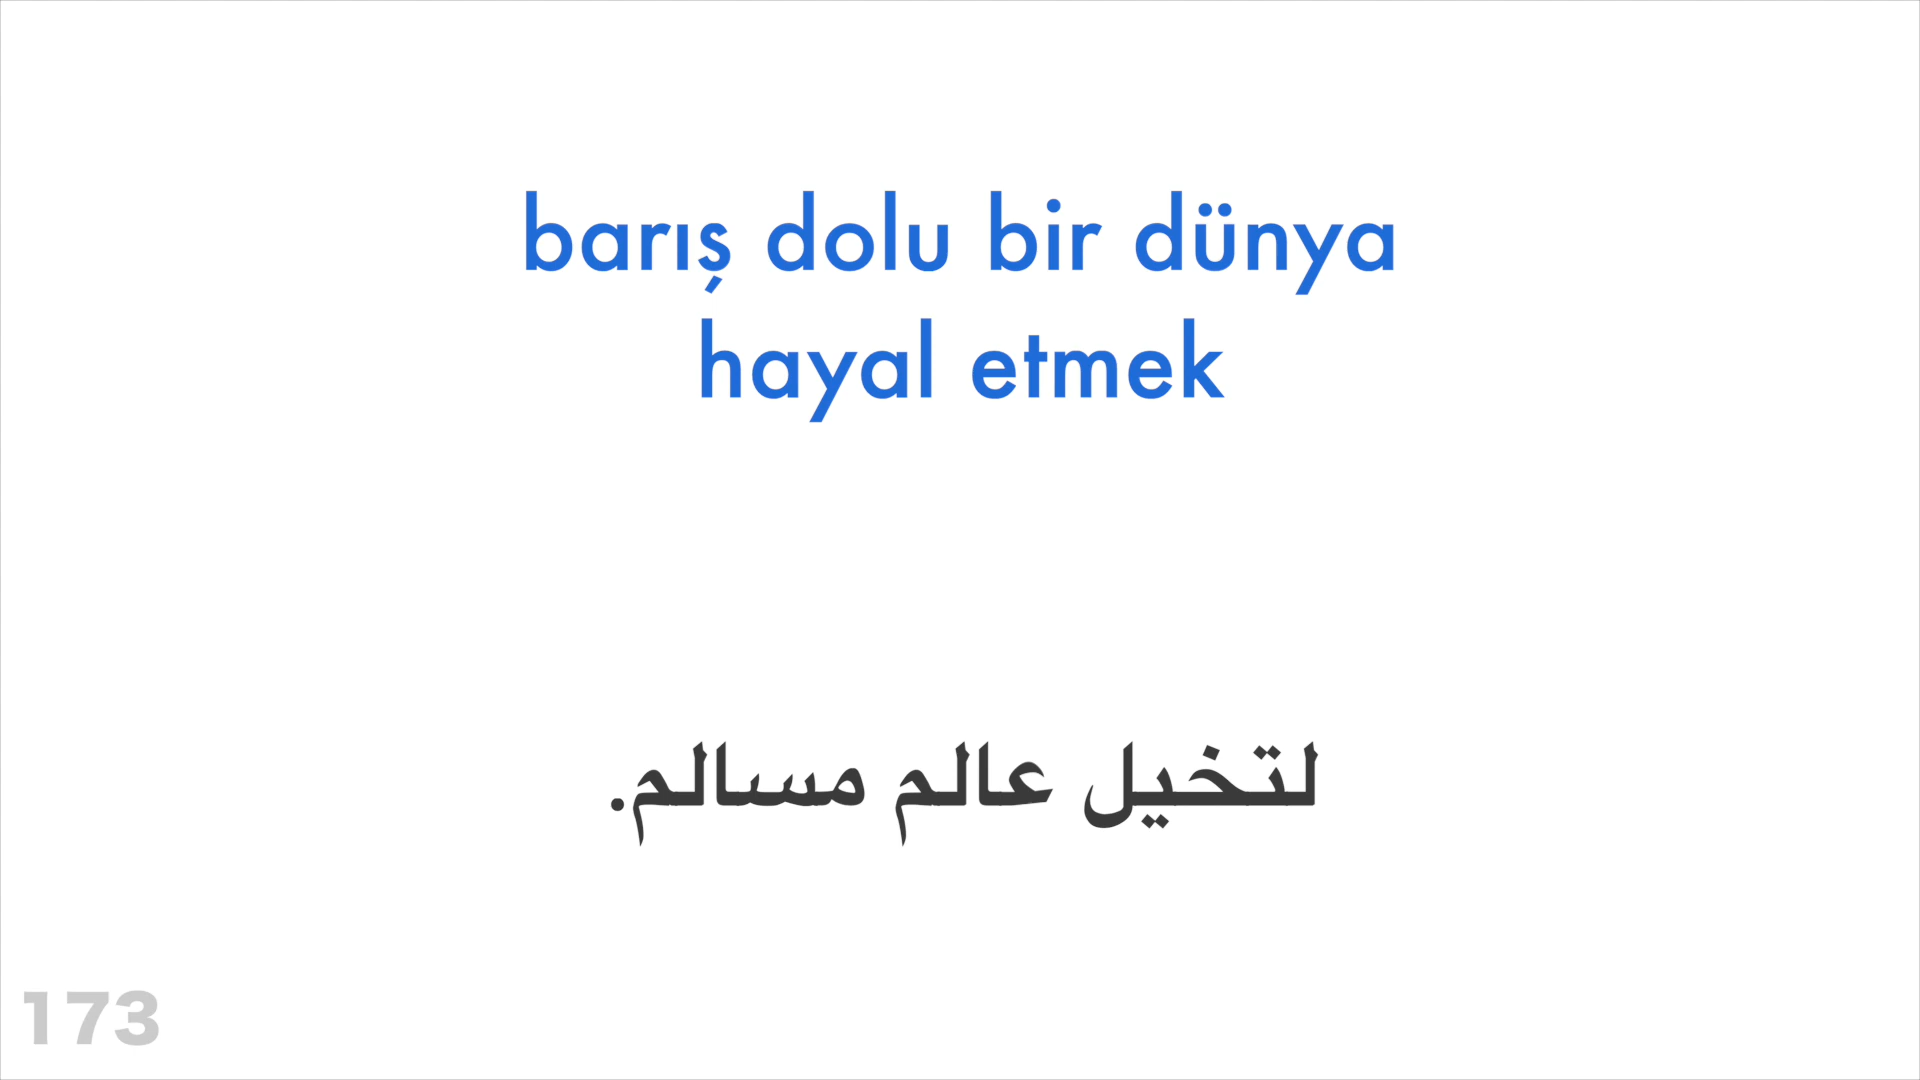 barış dolu bir dünya
hayal etmek
لتخيل عالم مسالم.
173